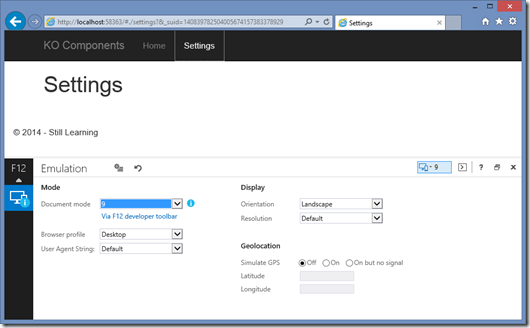 http://localhost:58363/#./settings?&_suid=14083978250400567415738337​8929
Settings
KO Components Home Settings
Settings
© 2014 - Still Learning
F12 Emulation 9 ?
Mode
Document mode 9
Via F12 developer toolbar
Browser profile Desktop
User Agent String: Default
Display
Orientation Landscape
Resolution Default
Geolocation
Simulate GPS Off On On but no signal
Latitude
Longitude